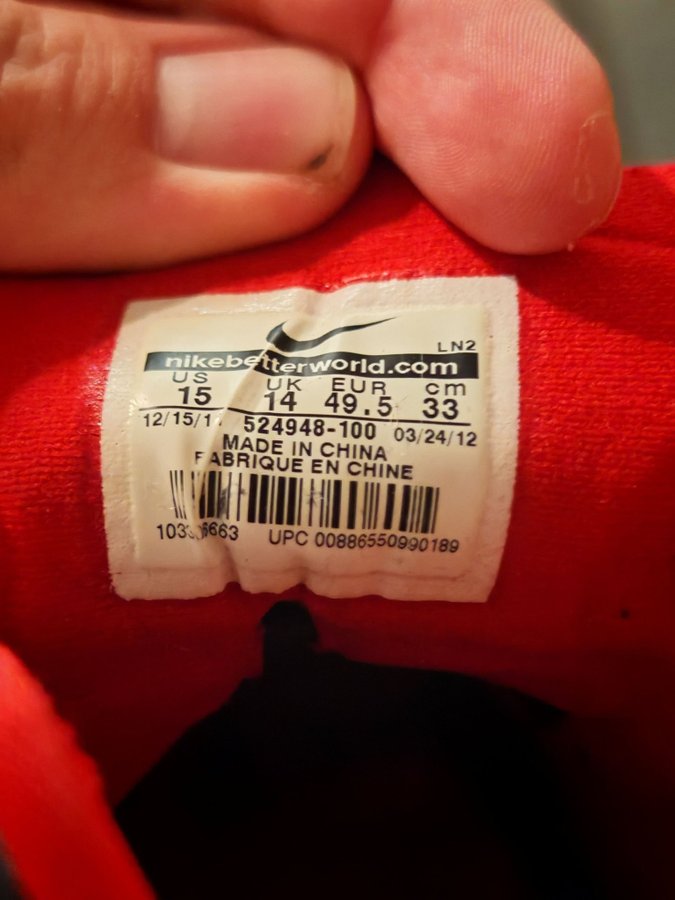 LN2
nikebetterworld.com
US UK EUR cm
15 14 49.5 33
524948-100 03/24/12
MADE IN CHINA
FABRIQUE EN CHINE
UPC 00886550990189